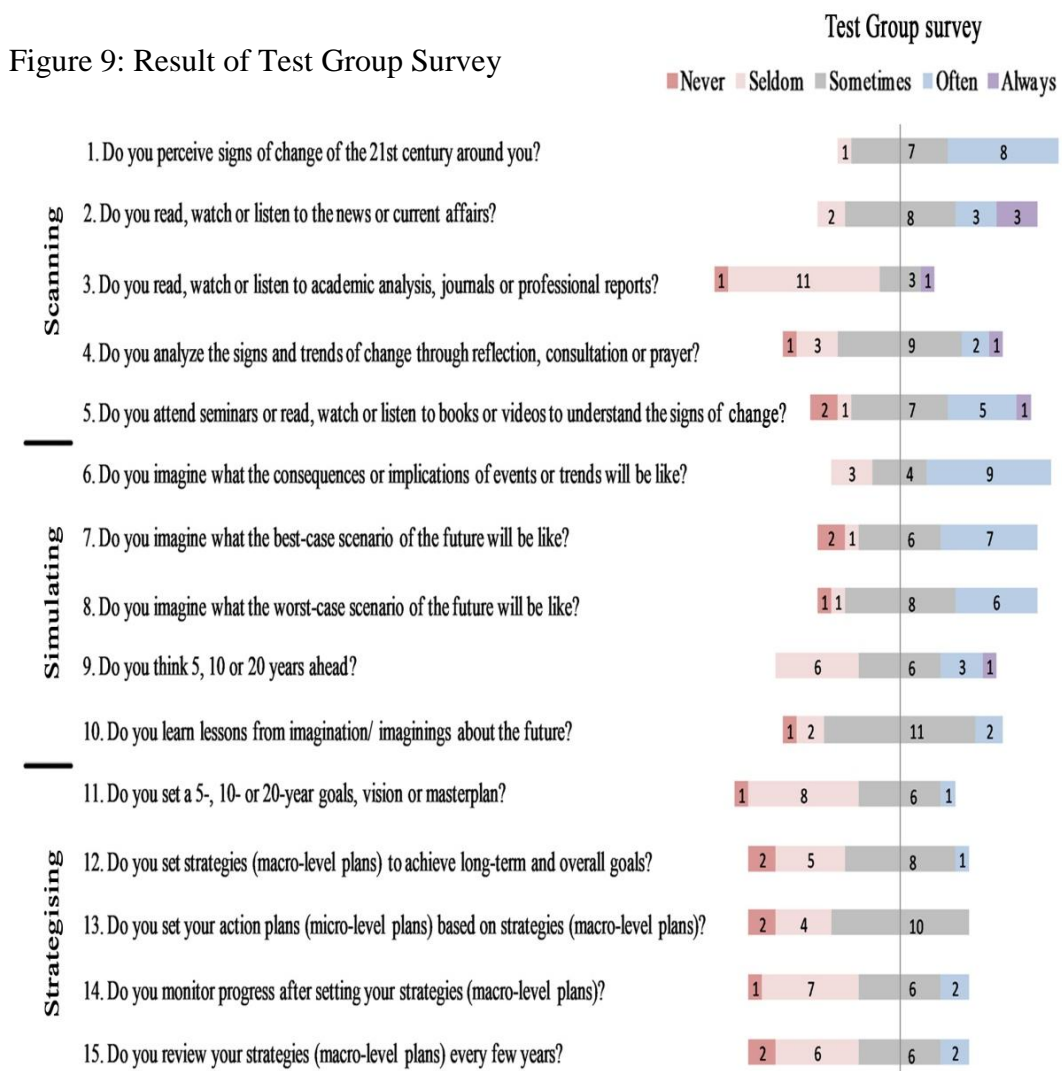 Test Group survey
Figure 9: Result of Test Group Survey
Never Seldom Sometimes Often Always
Scanning
1. Do you perceive signs of change of the 21st century around you? 1 7 8
2. Do you read, watch or listen to the news or current affairs? 2 8 3 3
3. Do you read, watch or listen to academic analysis, journals or professional reports? 1 11 3 1
4. Do you analyze the signs and trends of change through reflection, consultation or prayer? 1 3 9 2 1
5. Do you attend seminars or read, watch or listen to books or videos to understand the signs of change? 2 1 7 5 1
Simulating
6. Do you imagine what the consequences or implications of events or trends will be like? 3 4 9
7. Do you imagine what the best-case scenario of the future will be like? 2 1 6 7
8. Do you imagine what the worst-case scenario of the future will be like? 1 1 8 6
9. Do you think 5, 10 or 20 years ahead? 6 6 3 1
10. Do you learn lessons from imagination/ imaginings about the future? 1 2 11 2
Strategising
11. Do you set a 5-, 10- or 20-year goals, vision or masterplan? 1 8 6 1
12. Do you set strategies (macro-level plans) to achieve long-term and overall goals? 2 5 8 1
13. Do you set your action plans (micro-level plans) based on strategies (macro-level plans)? 2 4 10
14. Do you monitor progress after setting your strategies (macro-level plans)? 1 7 6 2
15. Do you review your strategies (macro-level plans) every few years? 2 6 6 2